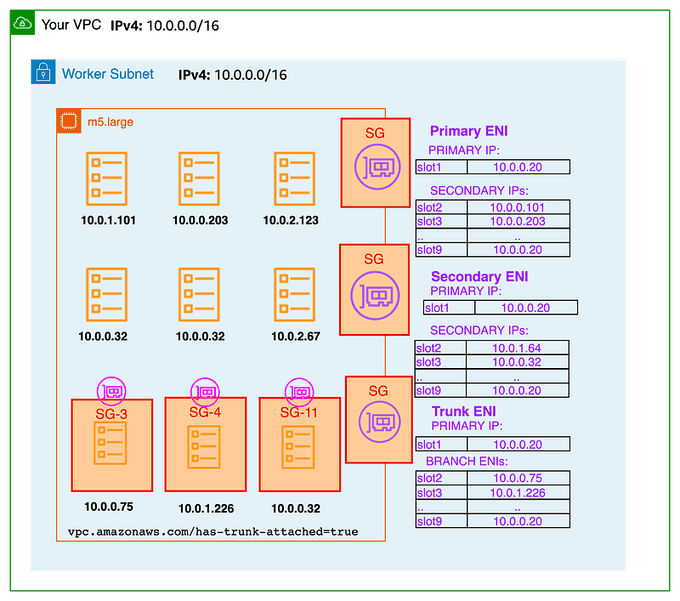 Your VPC IPv4: 10.0.0.0/16
Worker Subnet IPv4: 10.0.0.0/16
m5.large
10.0.1.101 10.0.0.203 10.0.2.123
10.0.0.32 10.0.0.32 10.0.2.67
SG-3 SG-4 SG-11
10.0.0.75 10.0.1.226 10.0.0.32
vpc.amazonaws.com/has-trunk-attached=true
SG
Primary ENI
PRIMARY IP:
slot1 10.0.0.20
SECONDARY IPs:
slot2 10.0.0.101
slot3 10.0.0.203
.. ..
slot9 10.0.0.20
SG
Secondary ENI
PRIMARY IP:
slot1 10.0.0.20
SECONDARY IPs:
slot2 10.0.1.64
slot3 10.0.0.32
.. ..
slot9 10.0.0.20
SG
Trunk ENI
PRIMARY IP:
slot1 10.0.0.20
BRANCH ENIs:
slot2 10.0.0.75
slot3 10.0.1.226
.. ..
slot9 10.0.0.20